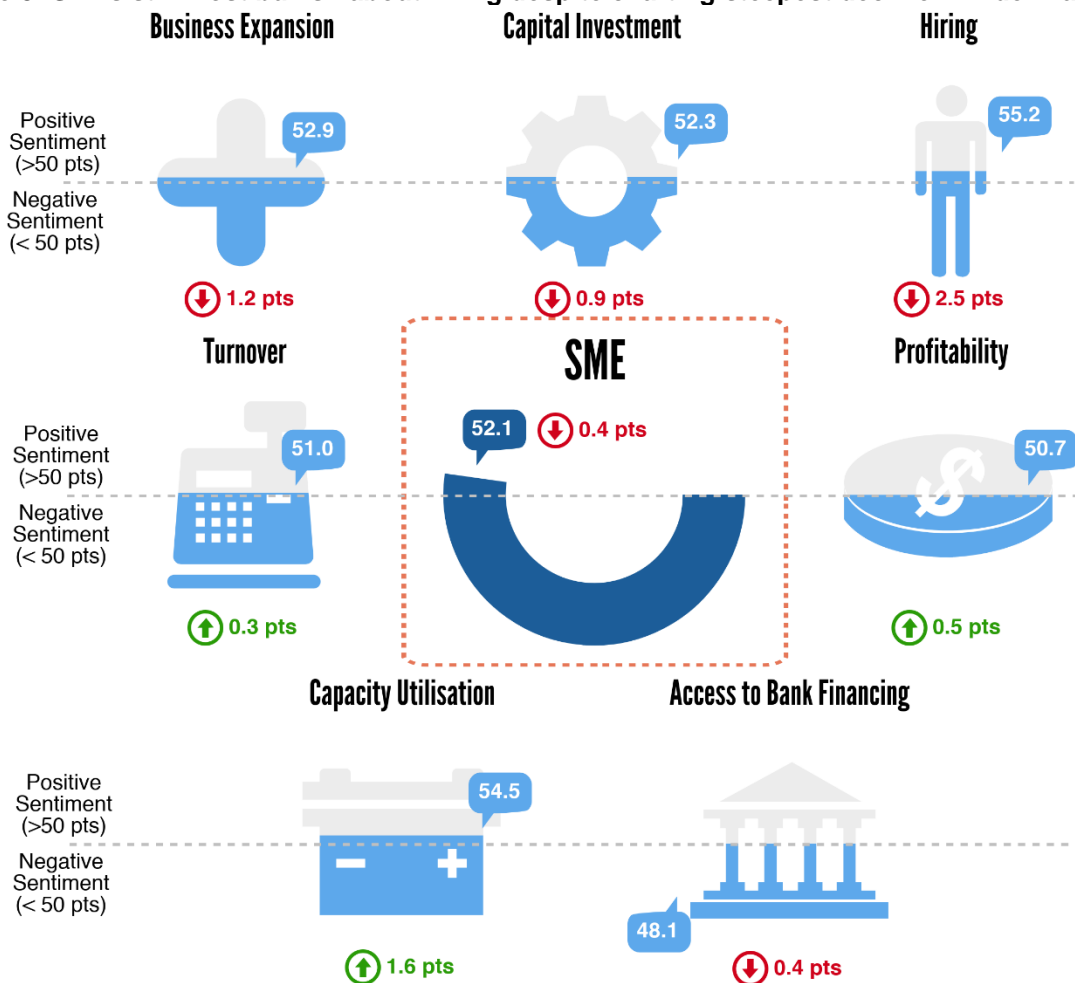 Business Expansion
Capital Investment
Hiring
Positive
Sentiment
(>50 pts)
52.9
52.3
55.2
Negative
Sentiment
(< 50 pts)
1.2 pts
0.9 pts
2.5 pts
Turnover
SME
Profitability
Positive
Sentiment
(>50 pts)
51.0
52.1
0.4 pts
50.7
$
Negative
Sentiment
(< 50 pts)
0.3 pts
0.5 pts
Capacity Utilisation
Access to Bank Financing
Positive
Sentiment
(>50 pts)
54.5
Negative
Sentiment
(< 50 pts)
48.1
1.6 pts
0.4 pts